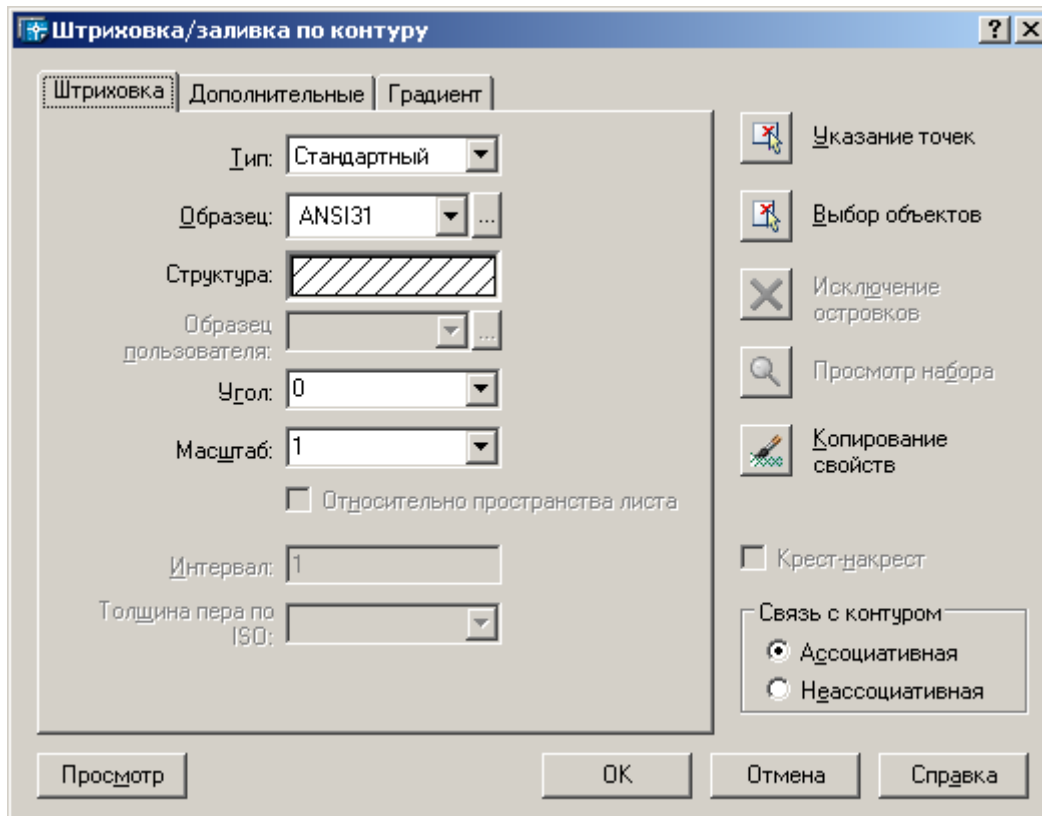 Штриховка/заливка по контуру
Штриховка
Дополнительные
Градиент
Тип:
Стандартный
Образец:
ANSI31
...
Структура:
Образец
пользователя:
...
Угол:
0
Масштаб:
1
Относительно пространства листа
Интервал:
1
Толщина пера по
ISO:
Указание точек
Выбор объектов
Исключение
островков
Просмотр набора
Копирование
свойств
Крест-накрест
Связь с контуром
Ассоциативная
Неассоциативная
Просмотр
OK
Отмена
Справка